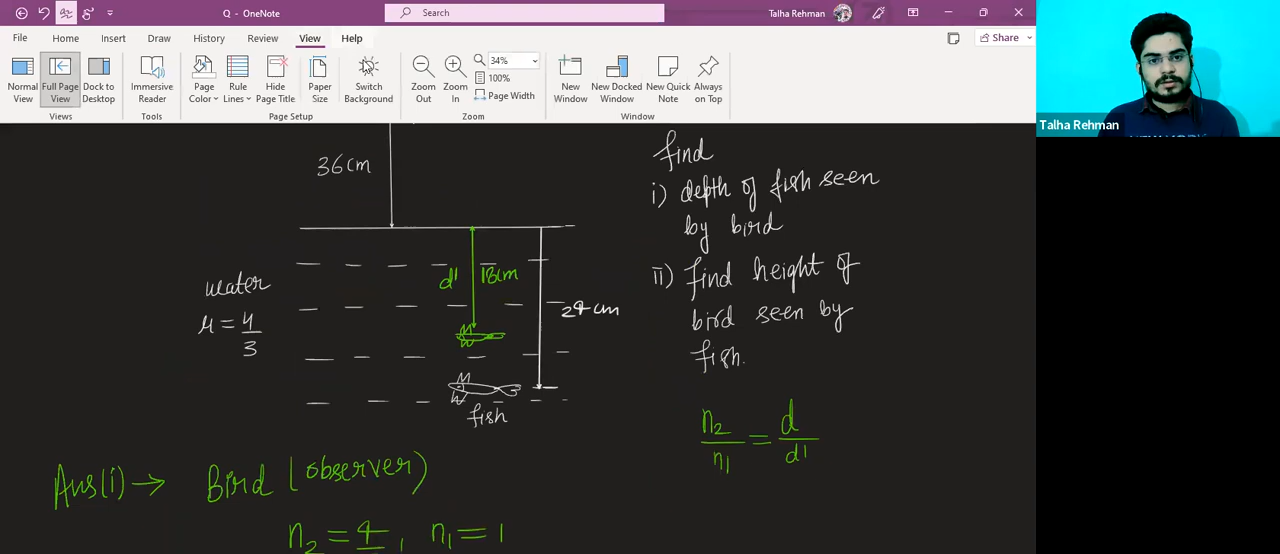 Q - OneNote
Search
Talha Rehman
File Home Insert Draw History Review View Help
Share
Normal View
Full Page View
Dock to Desktop
Immersive Reader
Page Color
Rule Lines
Hide Page Title
Paper Size
Switch Background
Zoom Out
Zoom In
34%
100%
Page Width
New Window
New Docked Window
New Quick Note
Always on Top
Views
Tools
Page Setup
Zoom
Window
Talha Rehman
36cm
find
i) depth of fish seen
by bird
ii) find height of
bird seen by
fish.
water
μ = 4/3
d' 18cm
24 cm
fish
n2/n1 = d/d'
Ans(i) → Bird (observer)
n2 = 4, n1 = 1